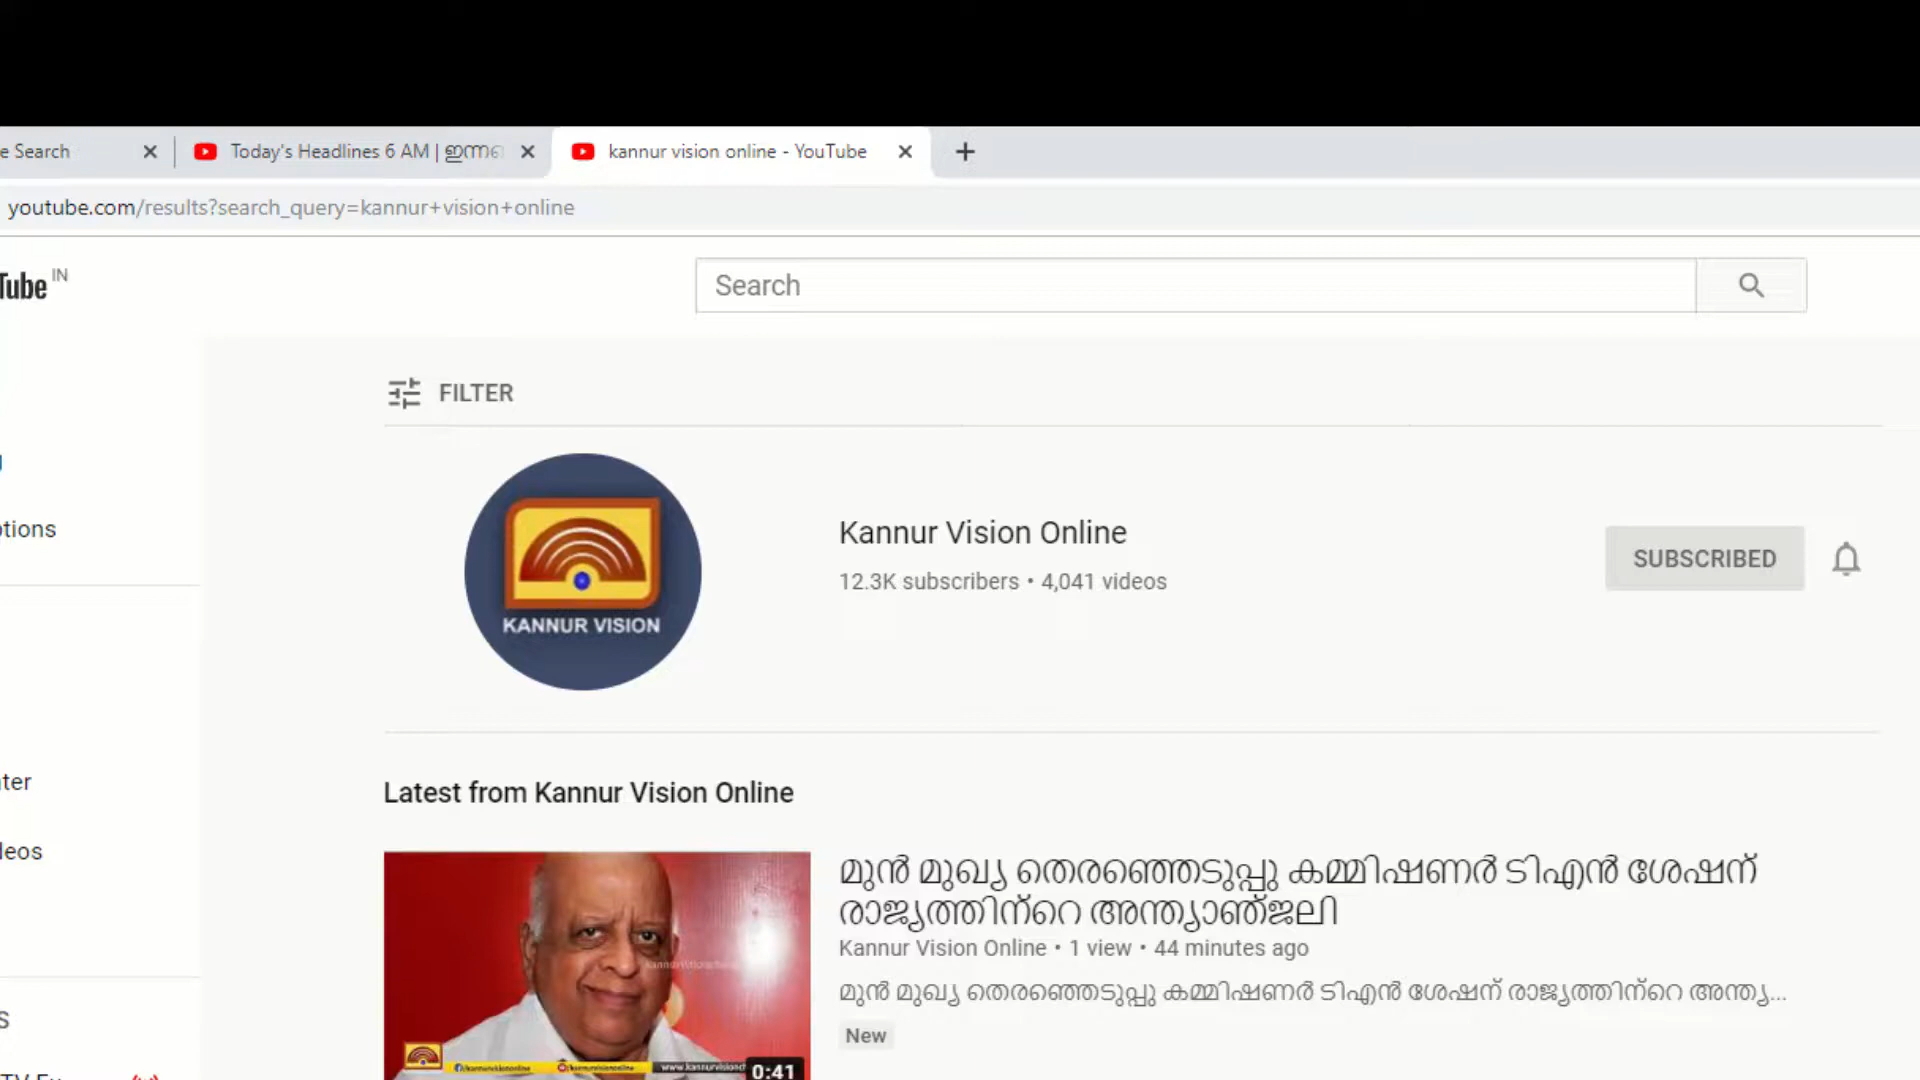 e Search
Today's Headlines 6 AM | ഇന്നത
kannur vision online - YouTube
youtube.com/results?search_query=kannur+vision+online
Tube IN
Search
FILTER
KANNUR VISION
Kannur Vision Online
12.3K subscribers • 4,041 videos
SUBSCRIBED
Latest from Kannur Vision Online
മുൻ മുഖ്യ തെരഞ്ഞെടുപ്പു കമ്മിഷണർ ടിഎൻ ശേഷന്
രാജ്യത്തിന്റെ അന്ത്യാഞ്ജലി
Kannur Vision Online • 1 view • 44 minutes ago
മുൻ മുഖ്യ തെരഞ്ഞെടുപ്പു കമ്മിഷണർ ടിഎൻ ശേഷന് രാജ്യത്തിന്റെ അന്ത്യ...
New
0:41
otions
ter
leos
S